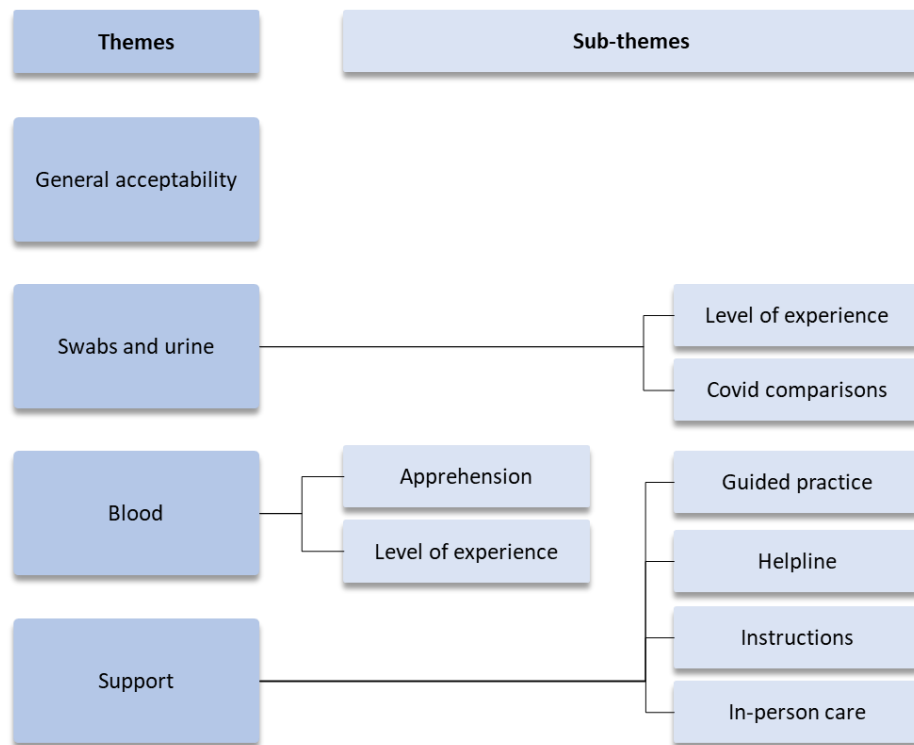 Themes
Sub-themes
General acceptability
Swabs and urine
Level of experience
Covid comparisons
Blood
Apprehension
Level of experience
Support
Guided practice
Helpline
Instructions
In-person care